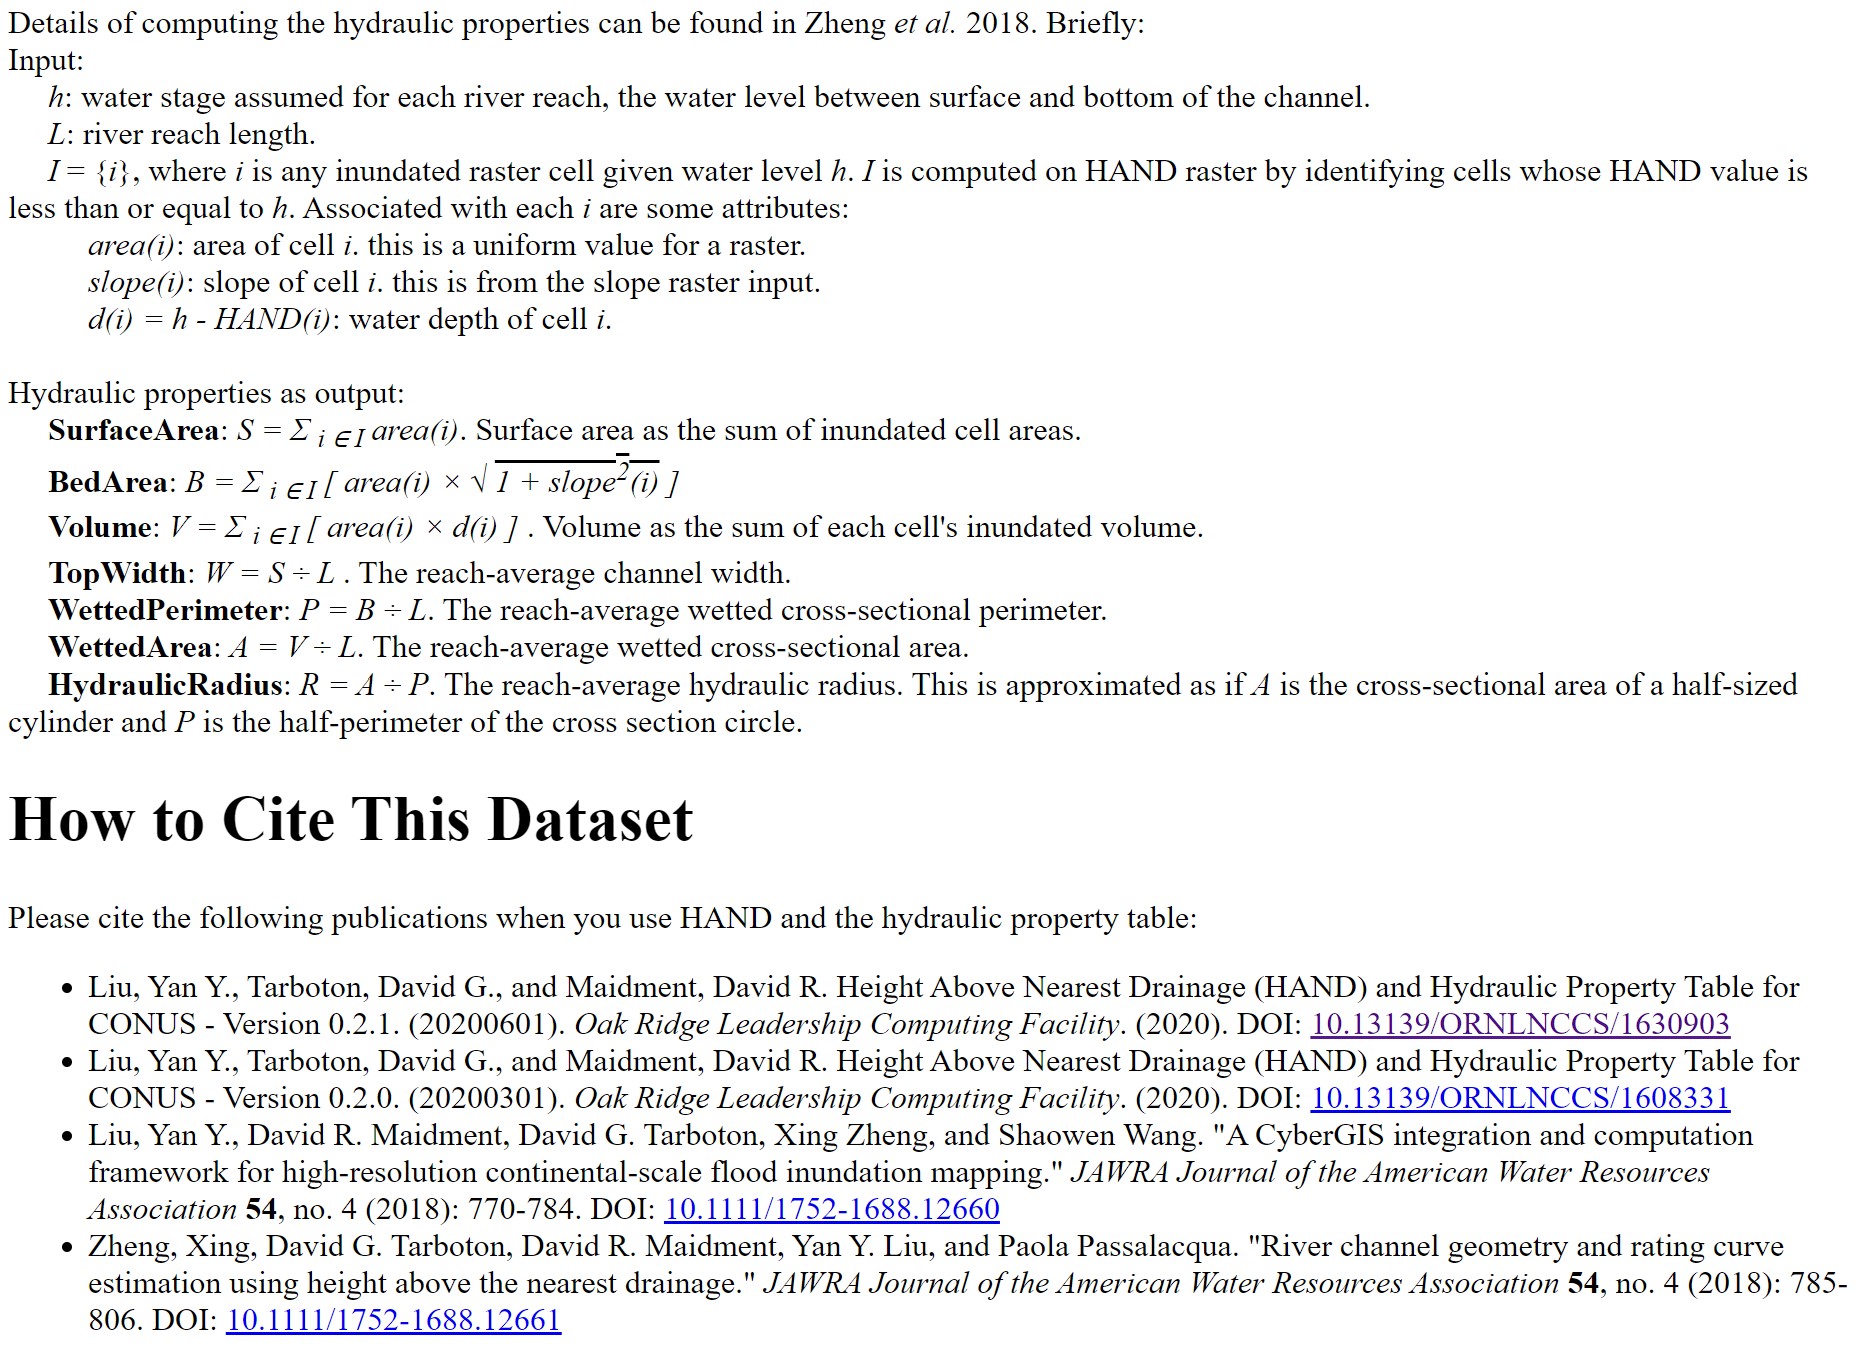 Details of computing the hydraulic properties can be found in Zheng et al. 2018. Briefly:
Input:
h: water stage assumed for each river reach, the water level between surface and bottom of the channel.
L: river reach length.
I = {i}, where i is any inundated raster cell given water level h. I is computed on HAND raster by identifying cells whose HAND value is
less than or equal to h. Associated with each i are some attributes:
area(i): area of cell i. this is a uniform value for a raster.
slope(i): slope of cell i. this is from the slope raster input.
d(i) = h - HAND(i): water depth of cell i.
Hydraulic properties as output:
SurfaceArea: S = Σ i ∈I area(i). Surface area as the sum of inundated cell areas.
BedArea: B = Σ i ∈I [ area(i) × √ 1 + slope²(i) ]
Volume: V = Σ i ∈I [ area(i) × d(i) ] . Volume as the sum of each cell's inundated volume.
TopWidth: W = S ÷ L . The reach-average channel width.
WettedPerimeter: P = B ÷ L. The reach-average wetted cross-sectional perimeter.
WettedArea: A = V ÷ L. The reach-average wetted cross-sectional area.
HydraulicRadius: R = A ÷ P. The reach-average hydraulic radius. This is approximated as if A is the cross-sectional area of a half-sized
cylinder and P is the half-perimeter of the cross section circle.
How to Cite This Dataset
Please cite the following publications when you use HAND and the hydraulic property table:
• Liu, Yan Y., Tarboton, David G., and Maidment, David R. Height Above Nearest Drainage (HAND) and Hydraulic Property Table for
CONUS - Version 0.2.1. (20200601). Oak Ridge Leadership Computing Facility. (2020). DOI: 10.13139/ORNLNCCS/1630903
• Liu, Yan Y., Tarboton, David G., and Maidment, David R. Height Above Nearest Drainage (HAND) and Hydraulic Property Table for
CONUS - Version 0.2.0. (20200301). Oak Ridge Leadership Computing Facility. (2020). DOI: 10.13139/ORNLNCCS/1608331
• Liu, Yan Y., David R. Maidment, David G. Tarboton, Xing Zheng, and Shaowen Wang. "A CyberGIS integration and computation
framework for high-resolution continental-scale flood inundation mapping." JAWRA Journal of the American Water Resources
Association 54, no. 4 (2018): 770-784. DOI: 10.1111/1752-1688.12660
• Zheng, Xing, David G. Tarboton, David R. Maidment, Yan Y. Liu, and Paola Passalacqua. "River channel geometry and rating curve
estimation using height above the nearest drainage." JAWRA Journal of the American Water Resources Association 54, no. 4 (2018): 785-
806. DOI: 10.1111/1752-1688.12661